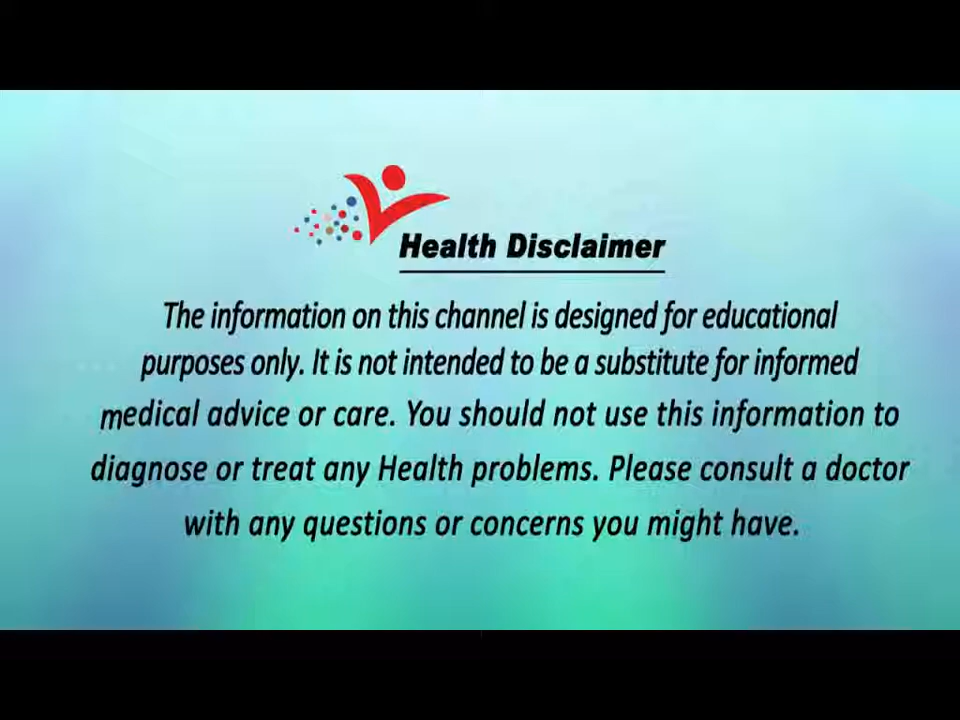 Health Disclaimer
The information on this channel is designed for educational
purposes only. It is not intended to be a substitute for informed
medical advice or care. You should not use this information to
diagnose or treat any Health problems. Please consult a doctor
with any questions or concerns you might have.